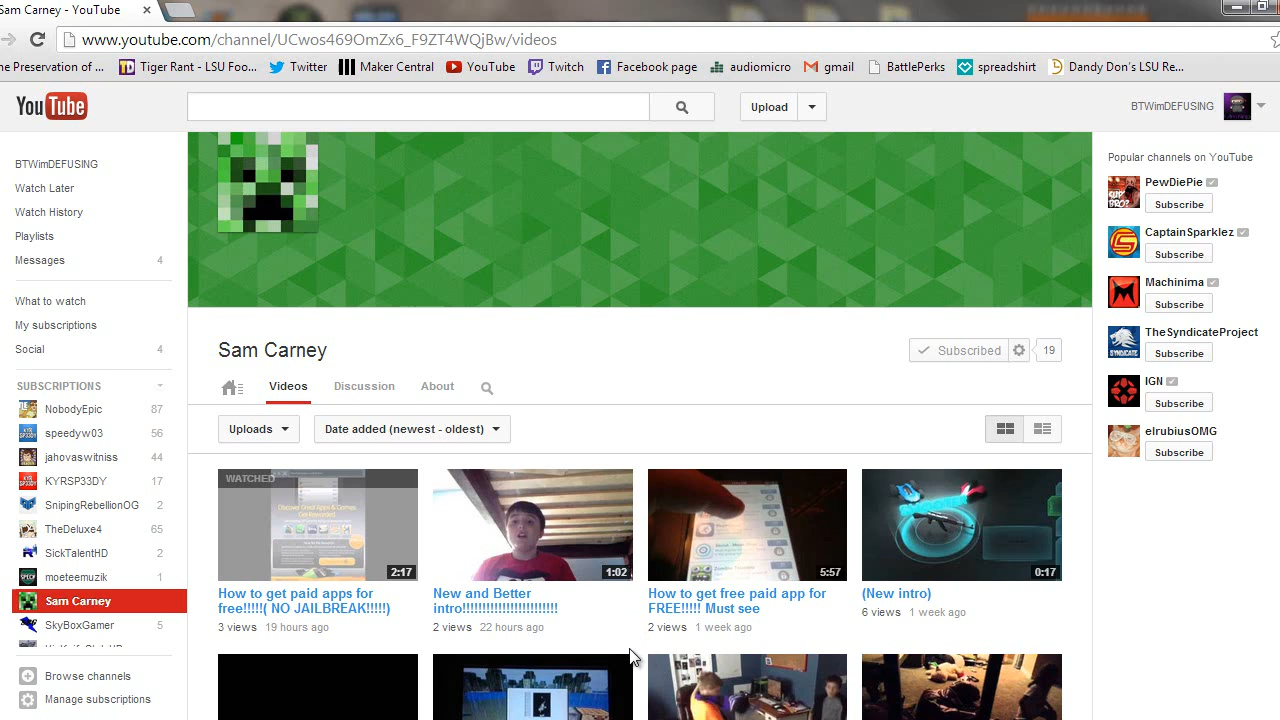 Sam Carney - YouTube
www.youtube.com/channel/UCwos469OmZx6_F9ZT4WQjBw/videos
he Preservation of ...
Tiger Rant - LSU Foo...
Twitter
Maker Central
YouTube
Twitch
Facebook page
audiomicro
gmail
BattlePerks
spreadshirt
Dandy Don's LSU Re...
YouTube
Upload
BTWimDEFUSING
BTWimDEFUSING
Watch Later
Watch History
Playlists
Messages 4
What to watch
My subscriptions
Social 4
SUBSCRIPTIONS
NobodyEpic 87
speedyw03 56
jahovaswitniss 44
KYRSP33DY 17
SnipingRebellionOG 2
TheDeluxe4 65
SickTalentHD 2
moeteemuzik 1
Sam Carney
SkyBoxGamer 5
Browse channels
Manage subscriptions
Sam Carney
Subscribed 19
Videos
Discussion
About
Uploads
Date added (newest - oldest)
WATCHED
2:17
How to get paid apps for
free!!!!!( NO JAILBREAK!!!!!)
3 views 19 hours ago
1:02
New and Better
intro!!!!!!!!!!!!!!!!!!!!!!!!
2 views 22 hours ago
5:57
How to get free paid app for
FREE!!!!! Must see
2 views 1 week ago
0:17
(New intro)
6 views 1 week ago
Popular channels on YouTube
PewDiePie
Subscribe
CaptainSparklez
Subscribe
Machinima
Subscribe
TheSyndicateProject
Subscribe
IGN
Subscribe
elrubiusOMG
Subscribe